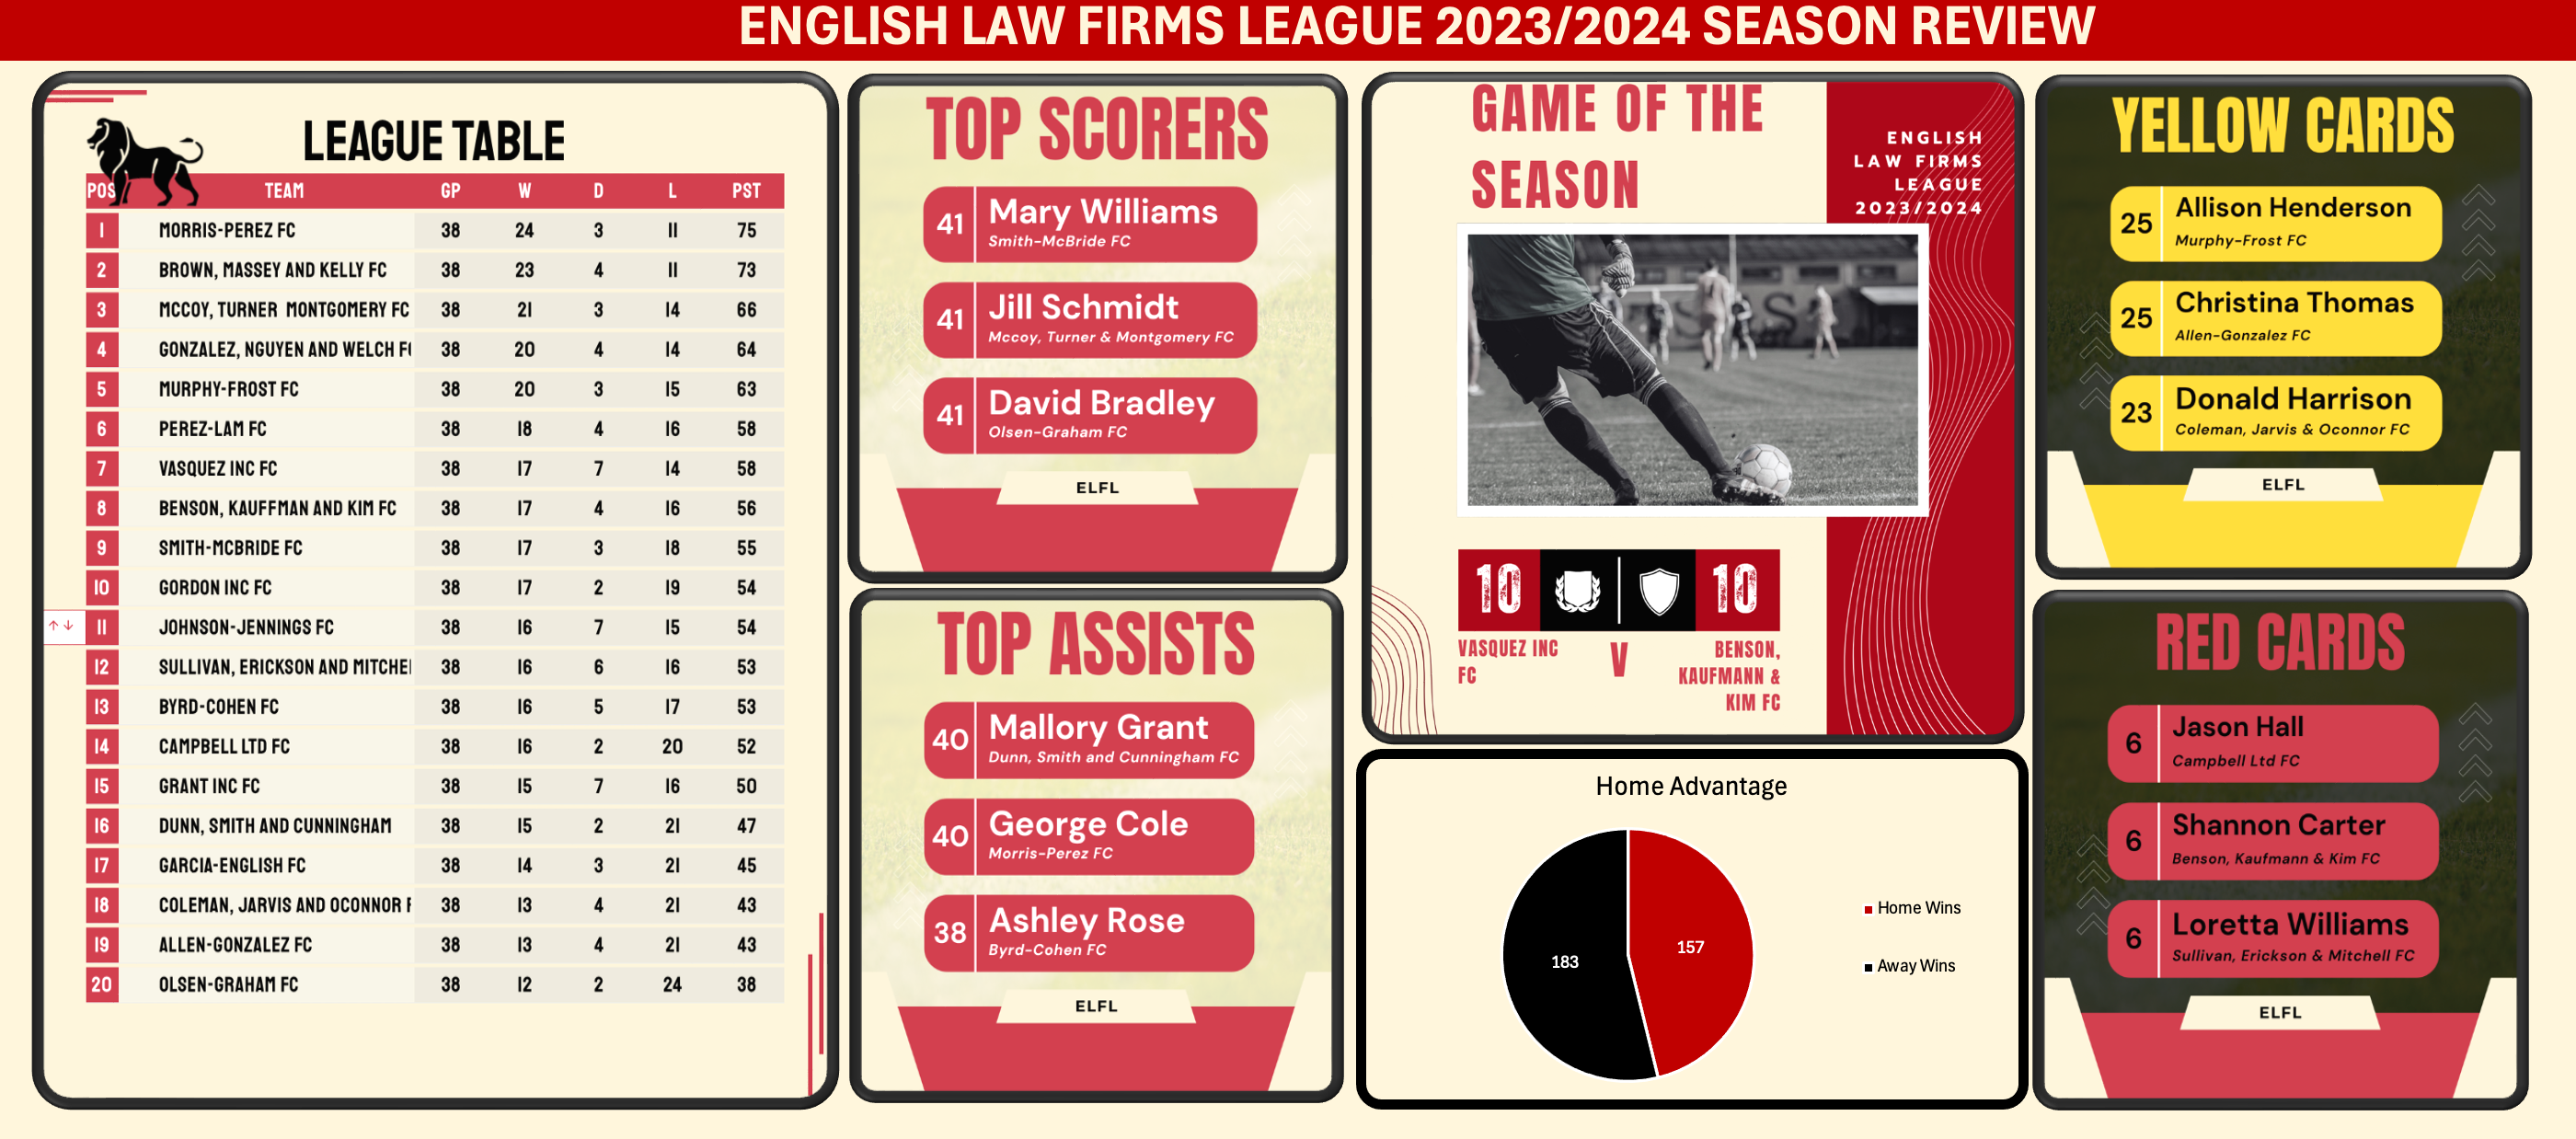 ENGLISH LAW FIRMS LEAGUE 2023/2024 SEASON REVIEW
LEAGUE TABLE
POS TEAM GP W D L PST
1 MORRIS-PEREZ FC 38 24 3 11 75
2 BROWN, MASSEY AND KELLY FC 38 23 4 11 73
3 MCCOY, TURNER MONTGOMERY FC 38 21 3 14 66
4 GONZALEZ, NGUYEN AND WELCH F 38 20 4 14 64
5 MURPHY-FROST FC 38 20 3 15 63
6 PEREZ-LAM FC 38 18 4 16 58
7 VASQUEZ INC FC 38 17 7 14 58
8 BENSON, KAUFFMAN AND KIM FC 38 17 4 16 56
9 SMITH-MCBRIDE FC 38 17 3 18 55
10 GORDON INC FC 38 17 2 19 54
↑↓ 11 JOHNSON-JENNINGS FC 38 16 7 15 54
12 SULLIVAN, ERICKSON AND MITCHE 38 16 6 16 53
13 BYRD-COHEN FC 38 16 5 17 53
14 CAMPBELL LTD FC 38 16 2 20 52
15 GRANT INC FC 38 15 7 16 50
16 DUNN, SMITH AND CUNNINGHAM 38 15 2 21 47
17 GARCIA-ENGLISH FC 38 14 3 21 45
18 COLEMAN, JARVIS AND OCONNOR F 38 13 4 21 43
19 ALLEN-GONZALEZ FC 38 13 4 21 43
20 OLSEN-GRAHAM FC 38 12 2 24 38
TOP SCORERS
41 Mary Williams
Smith-McBride FC
41 Jill Schmidt
Mccoy, Turner & Montgomery FC
41 David Bradley
Olsen-Graham FC
ELFL
TOP ASSISTS
40 Mallory Grant
Dunn, Smith and Cunningham FC
40 George Cole
Morris-Perez FC
38 Ashley Rose
Byrd-Cohen FC
ELFL
GAME OF THE
SEASON
ENGLISH
LAW FIRMS
LEAGUE
2023/2024
10 10
VASQUEZ INC
FC
V
BENSON,
KAUFMANN &
KIM FC
Home Advantage
183
157
Home Wins
Away Wins
YELLOW CARDS
25 Allison Henderson
Murphy-Frost FC
25 Christina Thomas
Allen-Gonzalez FC
23 Donald Harrison
Coleman, Jarvis & Oconnor FC
ELFL
RED CARDS
6 Jason Hall
Campbell Ltd FC
6 Shannon Carter
Benson, Kaufmann & Kim FC
6 Loretta Williams
Sullivan, Erickson & Mitchell FC
ELFL